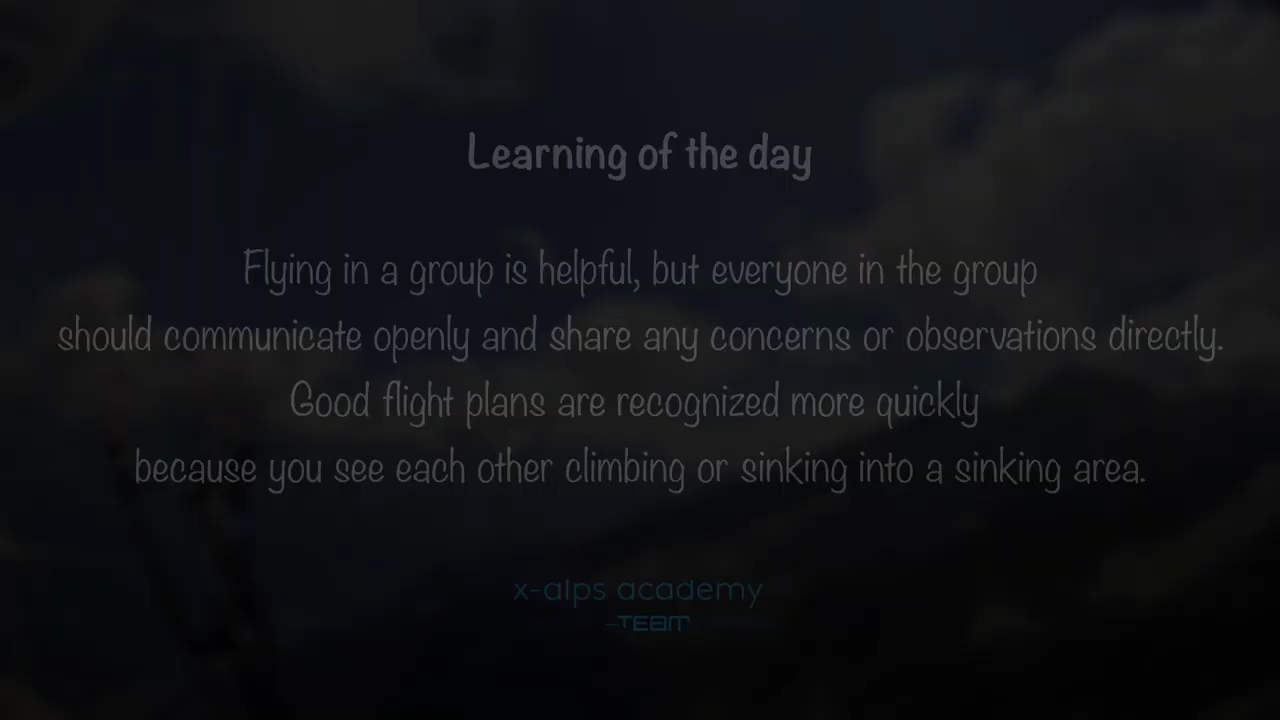 Learning of the day
Flying in a group is helpful, but everyone in the group
should communicate openly and share any concerns or observations directly.
Good flight plans are recognized more quickly
because you see each other climbing or sinking into a sinking area.
x-alps academy
TEAM